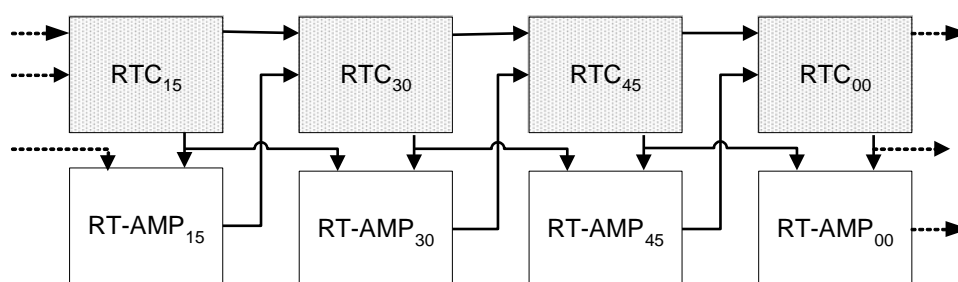 RTC₁₅ RTC₃₀ RTC₄₅ RTC₀₀
RT-AMP₁₅ RT-AMP₃₀ RT-AMP₄₅ RT-AMP₀₀